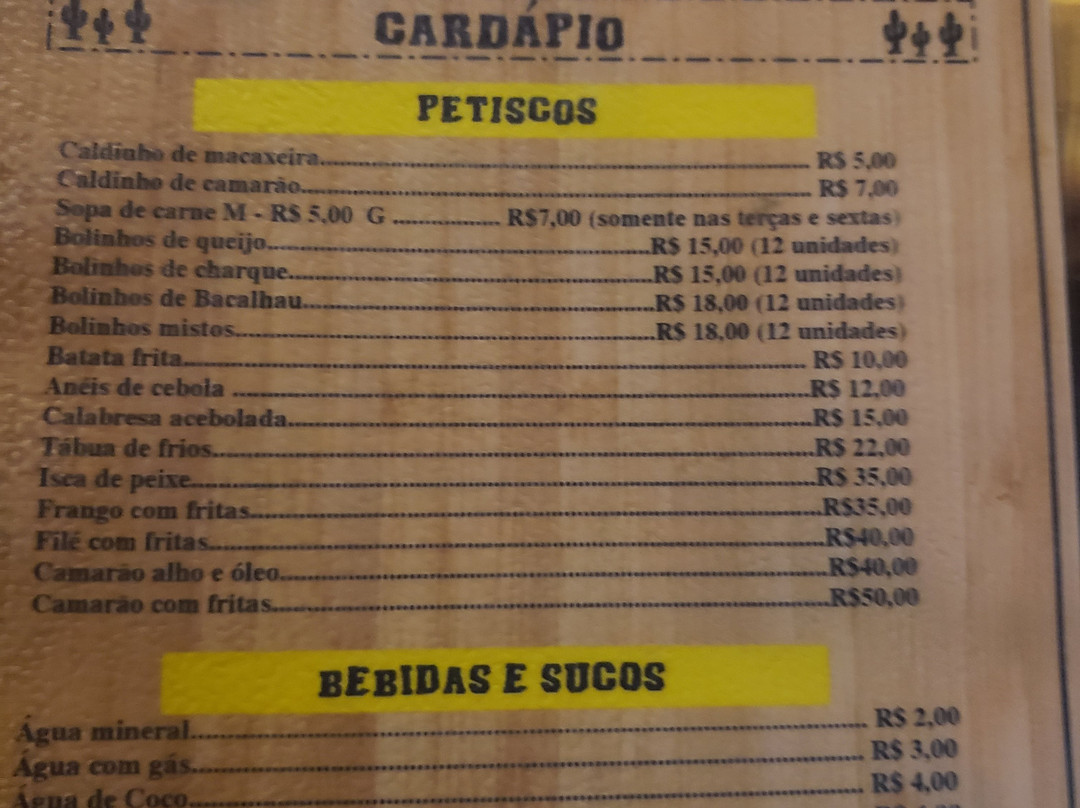 CARDÁPIO
PETISCOS
Caldinho de macaxeira.......... R$ 5,00
Caldinho de camarão.......... R$ 7,00
Sopa de carne M - R$ 5,00 G .......... R$7,00 (somente nas terças e sextas)
Bolinhos de queijo..........R$ 15,00 (12 unidades)
Bolinhos de charque..........R$ 15,00 (12 unidades)
Bolinhos de Bacalhau..........R$ 18,00 (12 unidades)
Bolinhos mistos..........R$ 18,00 (12 unidades)
Batata frita.......... R$ 10,00
Anéis de cebola ..........R$ 12,00
Calabresa acebolada..........R$ 15,00
Tábua de frios..........R$ 22,00
Isca de peixe..........R$ 35,00
Frango com fritas..........R$35,00
Filé com fritas..........R$40,00
Camarão alho e óleo..........R$40,00
Camarão com fritas..........R$50,00
BEBIDAS E SUCOS
Água mineral.......... R$ 2,00
Água com gás.......... R$ 3,00
Água de Coco.......... R$ 4,00